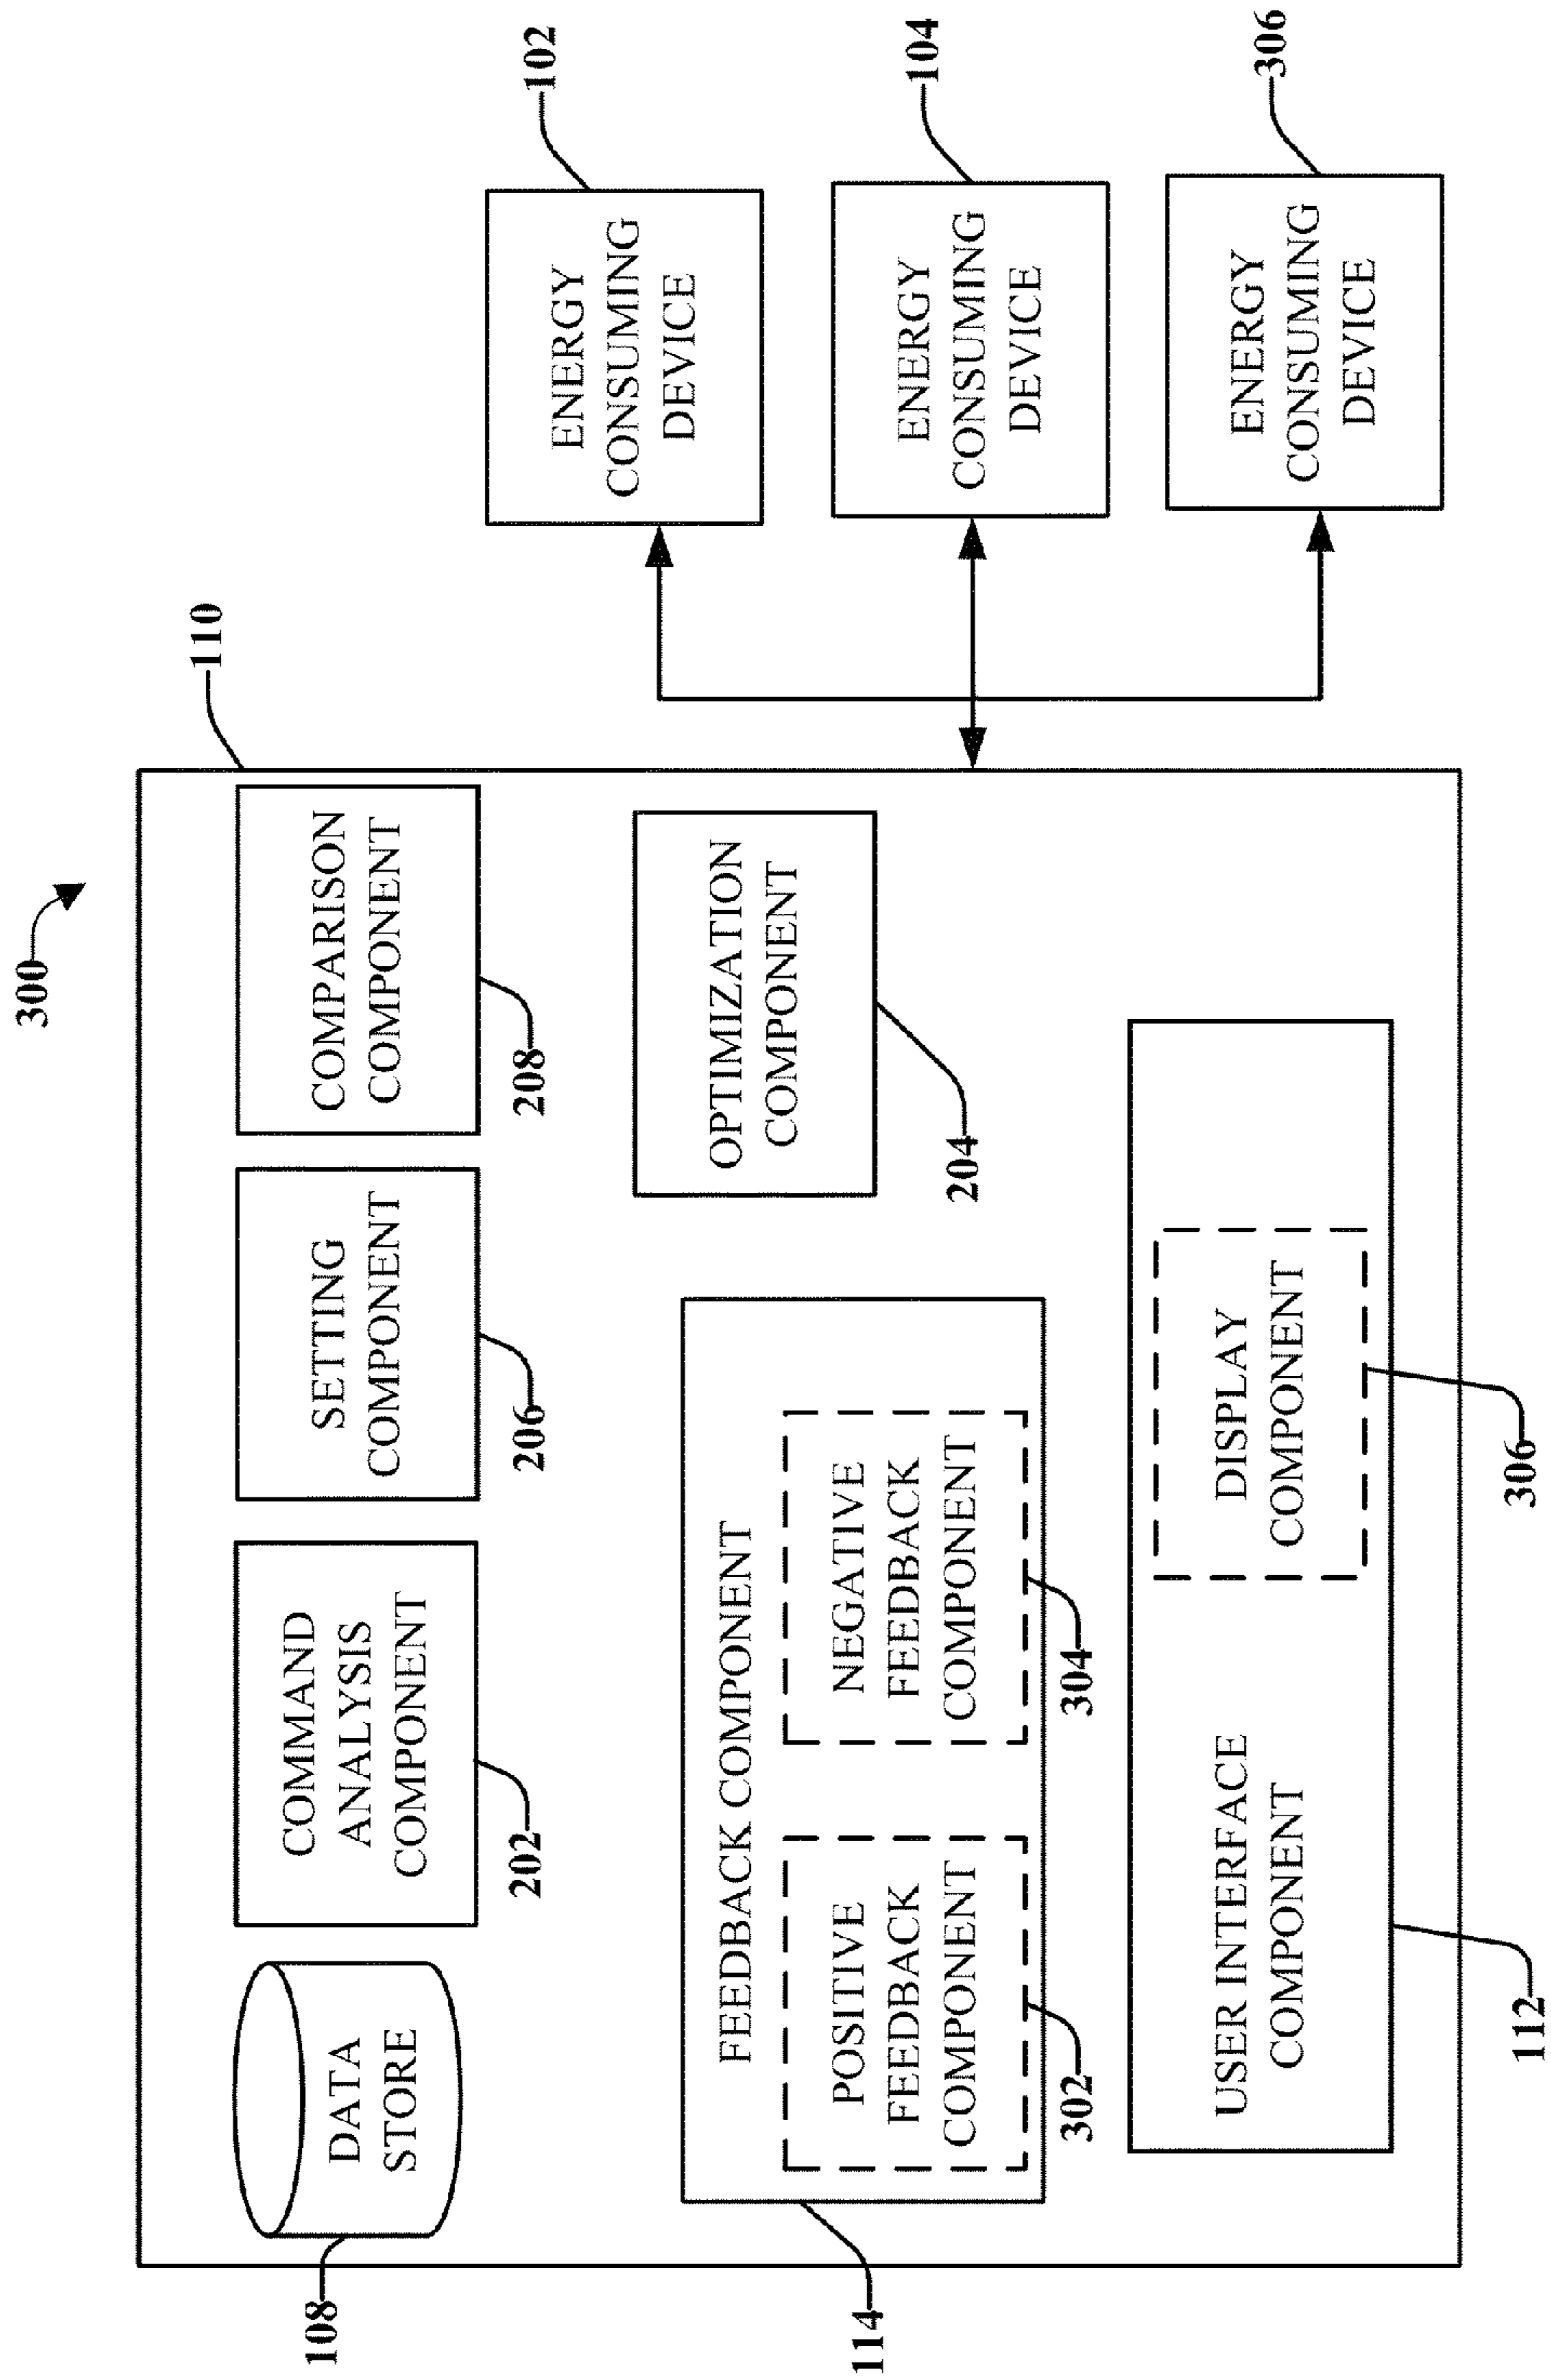 300
110
DATA
STORE
108
COMMAND
ANALYSIS
COMPONENT
202
SETTING
COMPONENT
206
COMPARISON
COMPONENT
208
FEEDBACK COMPONENT
POSITIVE
FEEDBACK
COMPONENT
302
NEGATIVE
FEEDBACK
COMPONENT
304
114
OPTIMIZATION
COMPONENT
204
USER INTERFACE
COMPONENT
112
DISPLAY
COMPONENT
306
ENERGY
CONSUMING
DEVICE
102
ENERGY
CONSUMING
DEVICE
104
ENERGY
CONSUMING
DEVICE
306